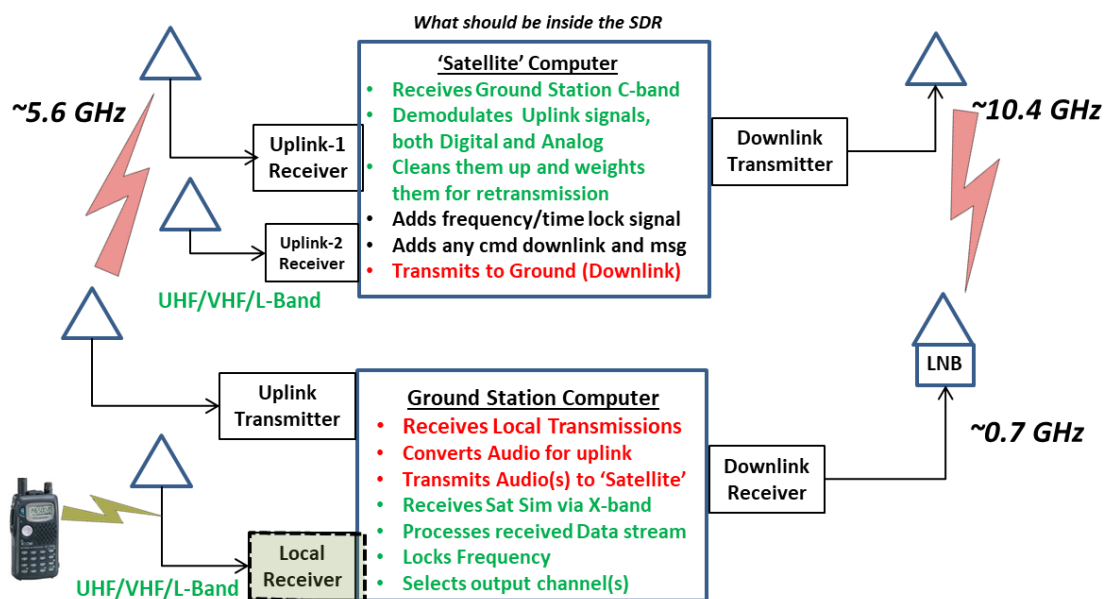 What should be inside the SDR
‘Satellite’ Computer
• Receives Ground Station C-band
• Demodulates Uplink signals,
both Digital and Analog
• Cleans them up and weights
them for retransmission
• Adds frequency/time lock signal
• Adds any cmd downlink and msg
• Transmits to Ground (Downlink)
~5.6 GHz
Uplink-1
Receiver
Uplink-2
Receiver
UHF/VHF/L-Band
Downlink
Transmitter
~10.4 GHz
Uplink
Transmitter
Ground Station Computer
• Receives Local Transmissions
• Converts Audio for uplink
• Transmits Audio(s) to ‘Satellite’
• Receives Sat Sim via X-band
• Processes received Data stream
• Locks Frequency
• Selects output channel(s)
Local
Receiver
UHF/VHF/L-Band
Downlink
Receiver
LNB
~0.7 GHz